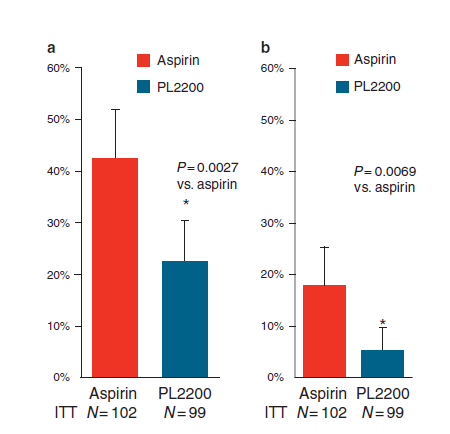 a
Aspirin
PL2200
60%
50%
40%
30%
20%
10%
0%
P=0.0027
vs. aspirin
*
Aspirin PL2200
ITT N=102 N=99
b
Aspirin
PL2200
60%
50%
40%
30%
20%
10%
0%
P=0.0069
vs. aspirin
*
Aspirin PL2200
ITT N=102 N=99